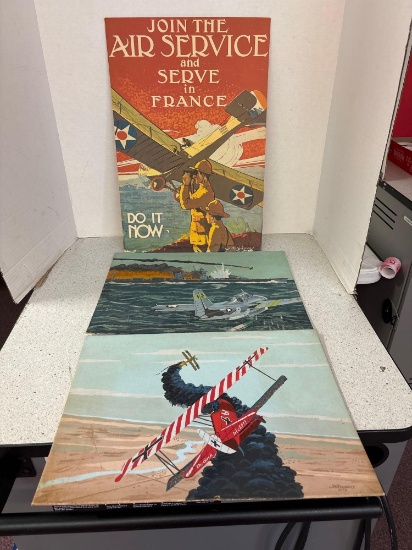 JOIN THE
AIR SERVICE
and
SERVE
in
FRANCE
DO IT
NOW